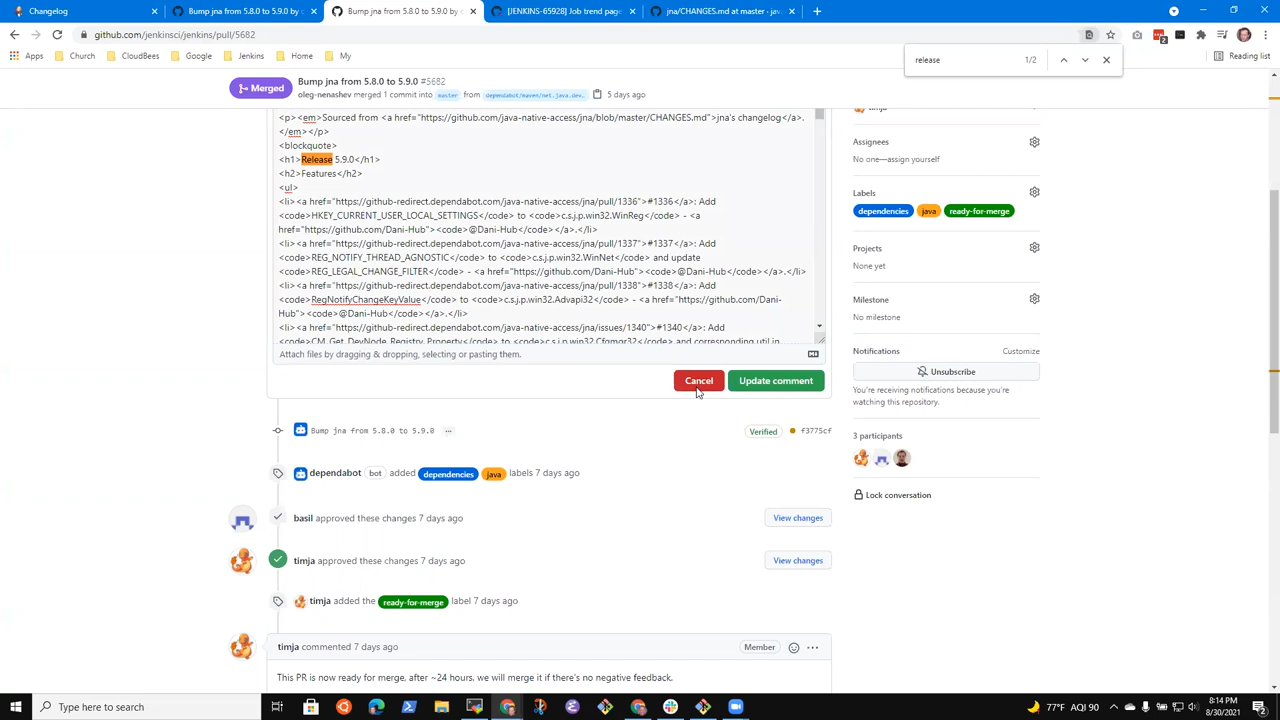 Changelog
Bump jna from 5.8.0 to 5.9.0 by c
Bump jna from 5.8.0 to 5.9.0 by c
[JENKINS-65928] Job trend page
jna/CHANGES.md at master · java
github.com/jenkinsci/jenkins/pull/5682
2
Apps
Church
CloudBees
Google
Jenkins
Home
My
Reading list
release
1/2
Merged
Bump jna from 5.8.0 to 5.9.0 #5682
oleg-nenashev merged 1 commit into master from dependabot/maven/net.java.dev. 5 days ago
<p><em>Sourced from <a href="https://github.com/java-native-access/jna/blob/master/CHANGES.md">jna's changelog</a>.
</em></p>
<blockquote>
<h1>Release 5.9.0</h1>
<h2>Features</h2>
<ul>
<li><a href="https://github-redirect.dependabot.com/java-native-access/jna/pull/1336">#1336</a>: Add
<code>HKEY_CURRENT_USER_LOCAL_SETTINGS</code> to <code>c.s.j.p.win32.WinReg</code> - <a
href="https://github.com/Dani-Hub"><code>@Dani-Hub</code></a>.</li>
<li><a href="https://github-redirect.dependabot.com/java-native-access/jna/pull/1337">#1337</a>: Add
<code>REG_NOTIFY_THREAD_AGNOSTIC</code> to <code>c.s.j.p.win32.WinNet</code> and update
<code>REG_LEGAL_CHANGE_FILTER</code> - <a href="https://github.com/Dani-Hub"><code>@Dani-Hub</code></a>.</li>
<li><a href="https://github-redirect.dependabot.com/java-native-access/jna/pull/1338">#1338</a>: Add
<code>RegNotifyChangeKeyValue</code> to <code>c.s.j.p.win32.Advapi32</code> - <a href="https://github.com/Dani-
Hub"><code>@Dani-Hub</code></a>.</li>
<li><a href="https://github-redirect.dependabot.com/java-native-access/jna/issues/1340">#1340</a>: Add
<code>CM_Get_DevNode_Registry_Property</code> to <code>c.s.j.p.win32.Cfgmgr32</code> and corresponding util in
Attach files by dragging & dropping, selecting or pasting them.
Cancel
Update comment
Bump jna from 5.8.0 to 5.9.0 ...
Verified
f3775cf
dependabot bot added dependencies java labels 7 days ago
basil approved these changes 7 days ago
View changes
timja approved these changes 7 days ago
View changes
timja added the ready-for-merge label 7 days ago
timja commented 7 days ago
Member
This PR is now ready for merge, after ~24 hours, we will merge it if there's no negative feedback.
timja
Assignees
No one—assign yourself
Labels
dependencies java ready-for-merge
Projects
None yet
Milestone
No milestone
Notifications
Customize
Unsubscribe
You're receiving notifications because you're
watching this repository.
3 participants
Lock conversation
Type here to search
77°F AQI 90
8:14 PM
8/30/2021
2